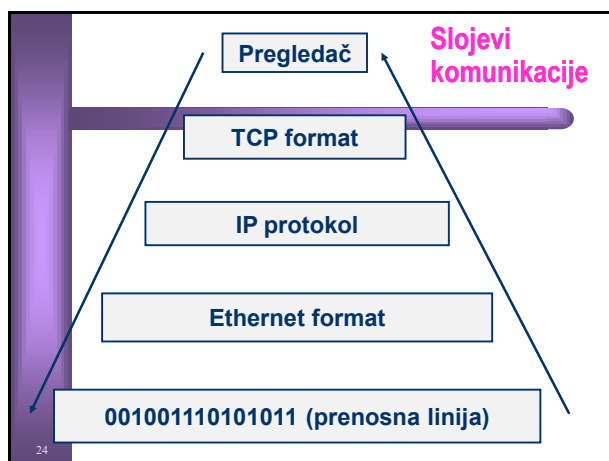 Slojevi
komunikacije
Pregledač
TCP format
IP protokol
Ethernet format
001001110101011 (prenosna linija)
24